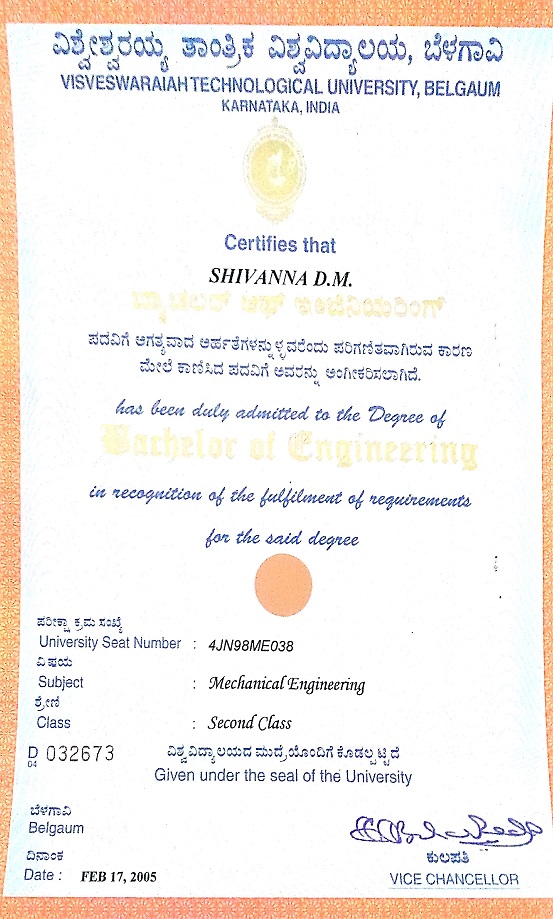 ವಿಶ್ವೇಶ್ವರಯ್ಯ ತಾಂತ್ರಿಕ ವಿಶ್ವವಿದ್ಯಾಲಯ, ಬೆಳಗಾವಿ
VISVESWARAIAH TECHNOLOGICAL UNIVERSITY, BELGAUM
KARNATAKA, INDIA
Certifies that
SHIVANNA D.M.
ಬ್ಯಾಚಲರ್ ಆಫ್ ಇಂಜಿನಿಯರಿಂಗ್
ಪದವಿಗೆ ಅಗತ್ಯವಾದ ಅರ್ಹತೆಗಳನ್ನುಳ್ಳವರೆಂದು ಪರಿಗಣಿತವಾಗಿರುವ ಕಾರಣ
ಮೇಲೆ ಕಾಣಿಸಿದ ಪದವಿಗೆ ಅವರನ್ನು ಅಂಗೀಕರಿಸಲಾಗಿದೆ.
has been duly admitted to the Degree of
Bachelor of Engineering
in recognition of the fulfilment of requirements
for the said degree
ಪರೀಕ್ಷಾ ಕ್ರಮ ಸಂಖ್ಯೆ
University Seat Number : 4JN98ME038
ವಿಷಯ
Subject : Mechanical Engineering
ಶ್ರೇಣಿ
Class : Second Class
D 04 032673 ವಿಶ್ವವಿದ್ಯಾಲಯದ ಮುದ್ರೆಯೊಂದಿಗೆ ಕೊಡಲ್ಪಟ್ಟಿದೆ
Given under the seal of the University
ಬೆಳಗಾವಿ
Belgaum
ದಿನಾಂಕ ಕುಲಪತಿ
Date : FEB 17, 2005 VICE CHANCELLOR